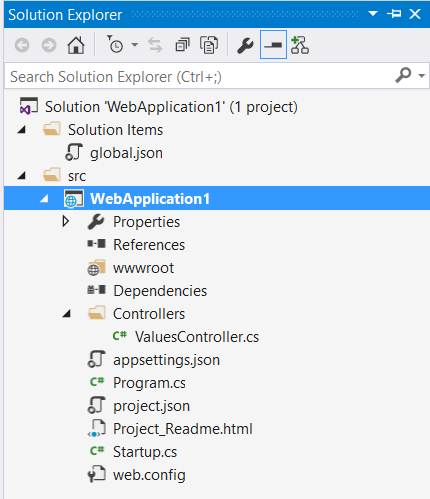 Solution Explorer
Search Solution Explorer (Ctrl+;)
Solution 'WebApplication1' (1 project)
Solution Items
global.json
src
WebApplication1
Properties
References
wwwroot
Dependencies
Controllers
C# ValuesController.cs
appsettings.json
C# Program.cs
project.json
Project_Readme.html
C# Startup.cs
web.config